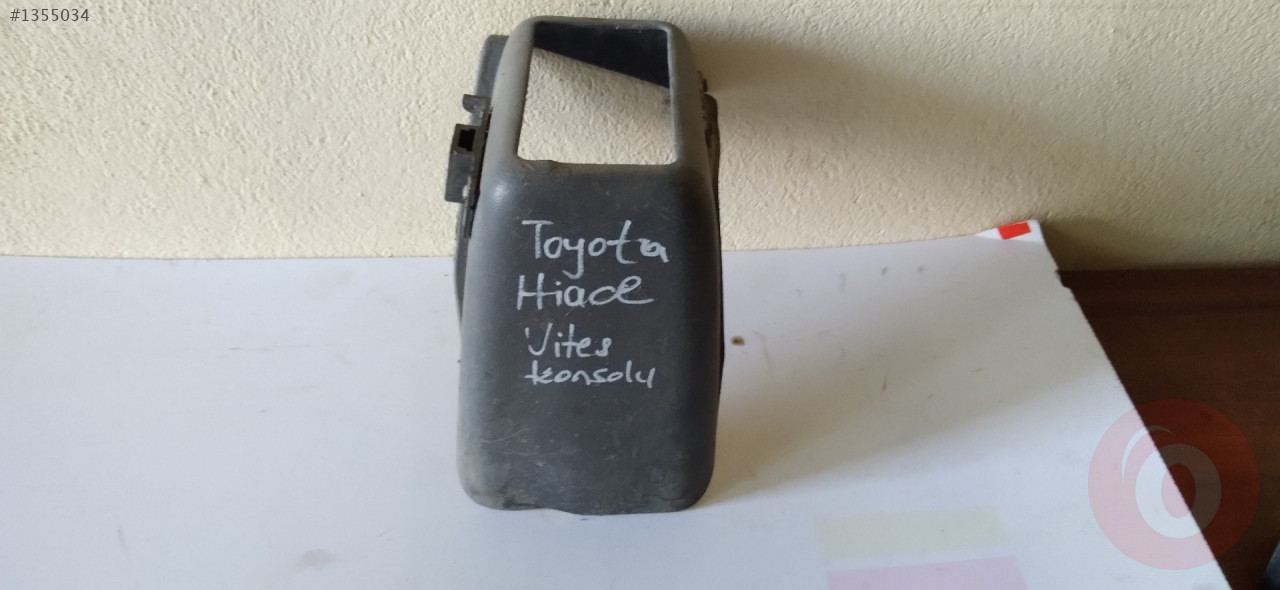 #1355034
Toyota
Hiace
Vites
konsolu